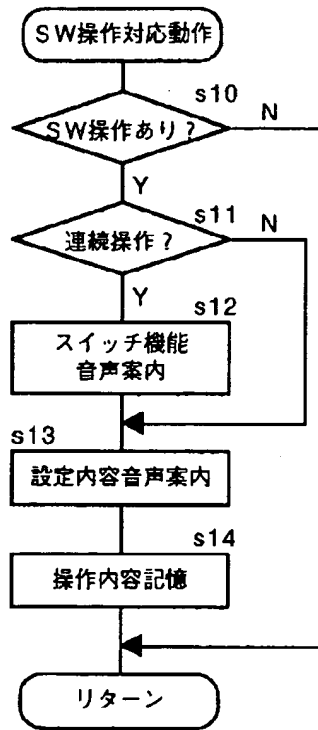 SW操作対応動作
s10
SW操作あり?
N
Y
s11
連続操作?
N
Y
s12
スイッチ機能
音声案内
s13
設定内容音声案内
s14
操作内容記憶
リターン